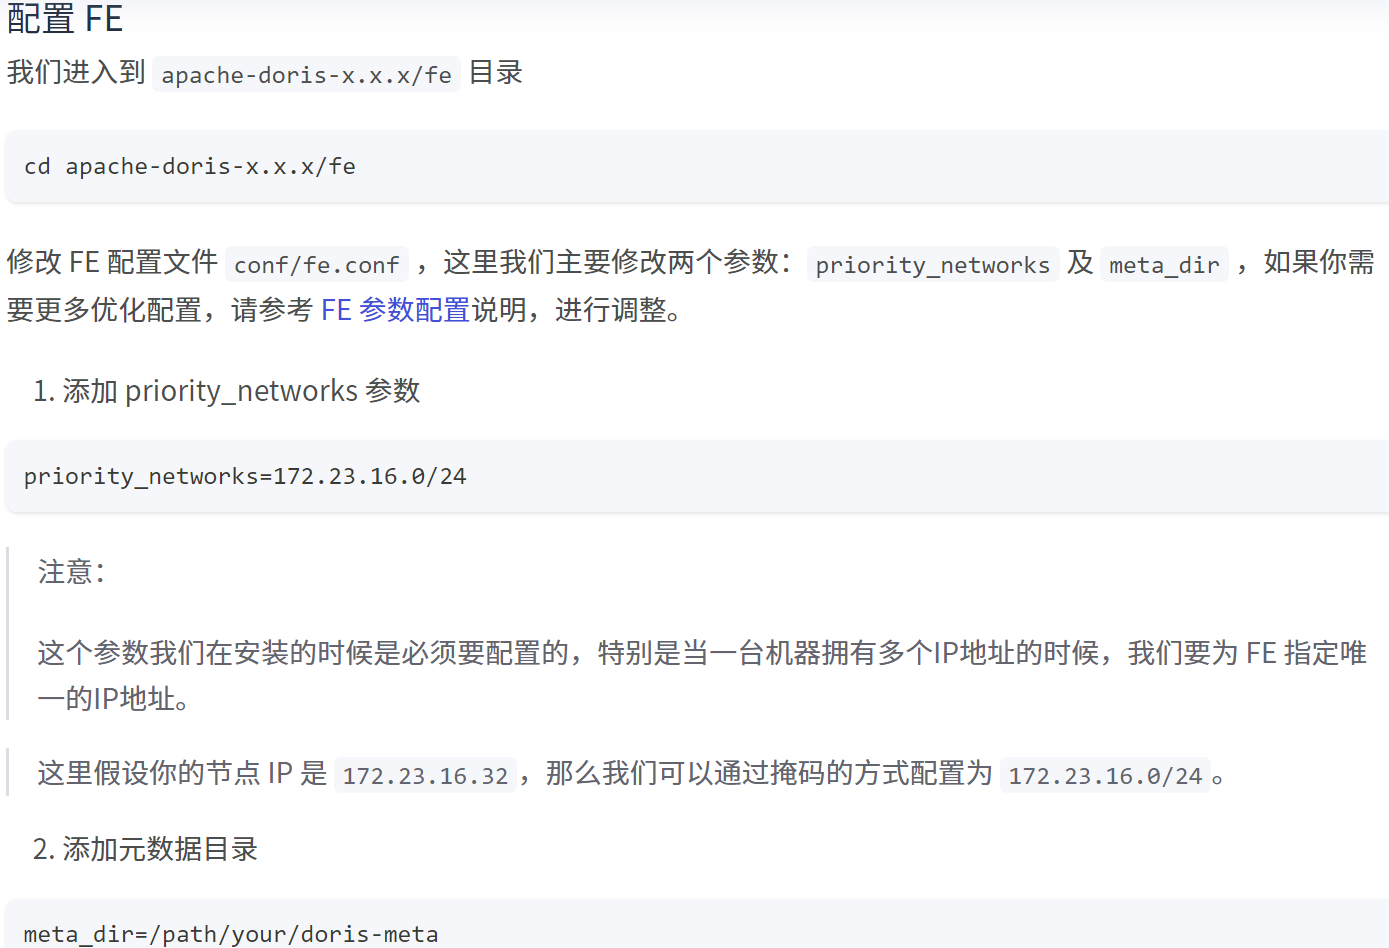 配置 FE
我们进入到 apache-doris-x.x.x/fe 目录
cd apache-doris-x.x.x/fe
修改 FE 配置文件 conf/fe.conf ，这里我们主要修改两个参数：priority_networks 及 meta_dir ，如果你需
要更多优化配置，请参考 FE 参数配置说明，进行调整。
1. 添加 priority_networks 参数
priority_networks=172.23.16.0/24
注意：
这个参数我们在安装的时候是必须要配置的，特别是当一台机器拥有多个IP地址的时候，我们要为 FE 指定唯
一的IP地址。
这里假设你的节点 IP 是 172.23.16.32，那么我们可以通过掩码的方式配置为 172.23.16.0/24。
2. 添加元数据目录
meta_dir=/path/your/doris-meta